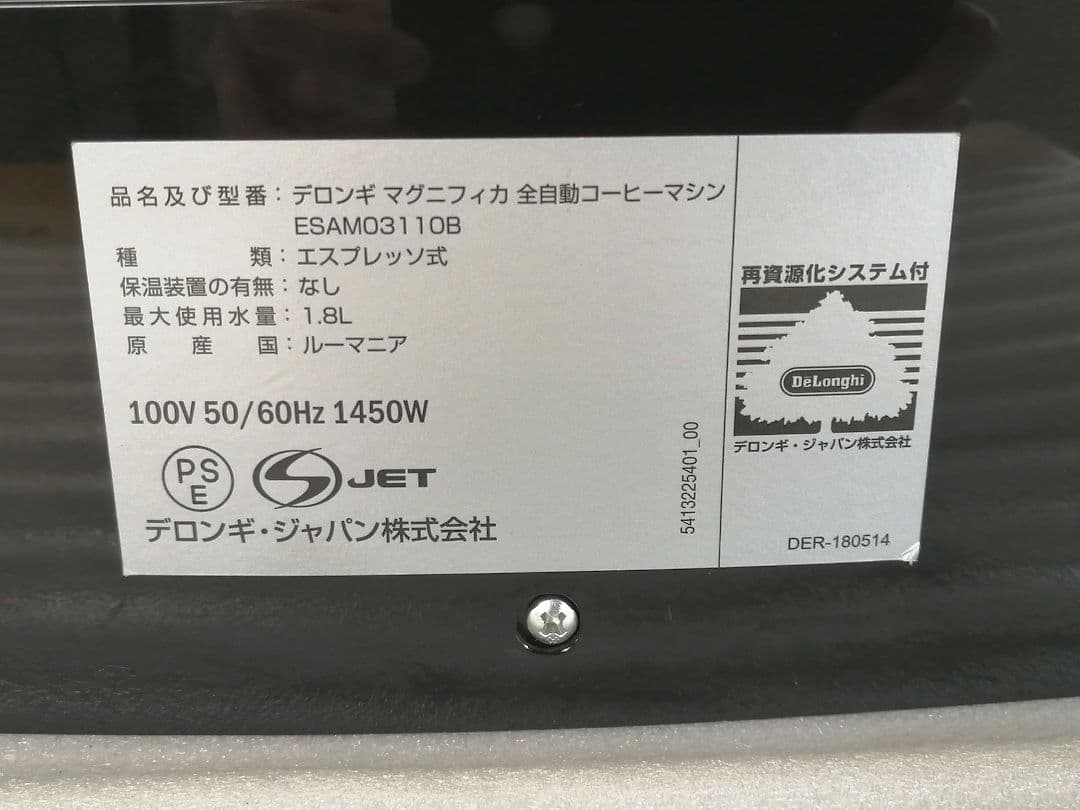 品名及び型番：デロンギ マグニフィカ 全自動コーヒーマシン
ESAM03110B
種類：エスプレッソ式
保温装置の有無：なし
最大使用水量：1.8L
原産国：ルーマニア
100V 50/60Hz 1450W
PS
E
S JET
デロンギ・ジャパン株式会社
5413225401_00
再資源化システム付
DēLonghi
デロンギ・ジャパン株式会社
DER-180514